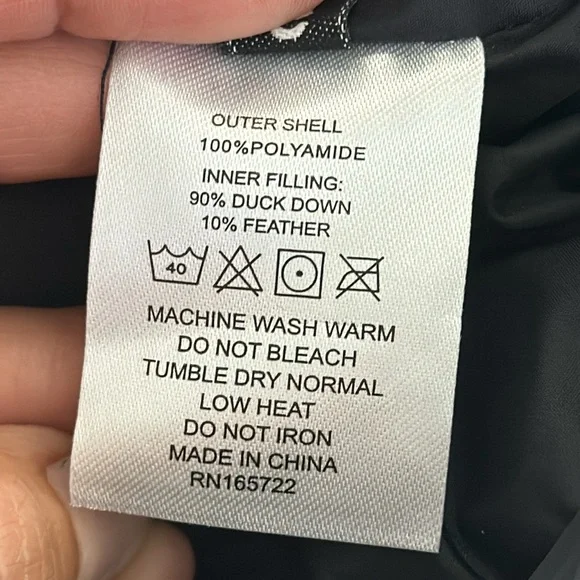 OUTER SHELL
100%POLYAMIDE
INNER FILLING:
90% DUCK DOWN
10% FEATHER
40
MACHINE WASH WARM
DO NOT BLEACH
TUMBLE DRY NORMAL
LOW HEAT
DO NOT IRON
MADE IN CHINA
RN165722